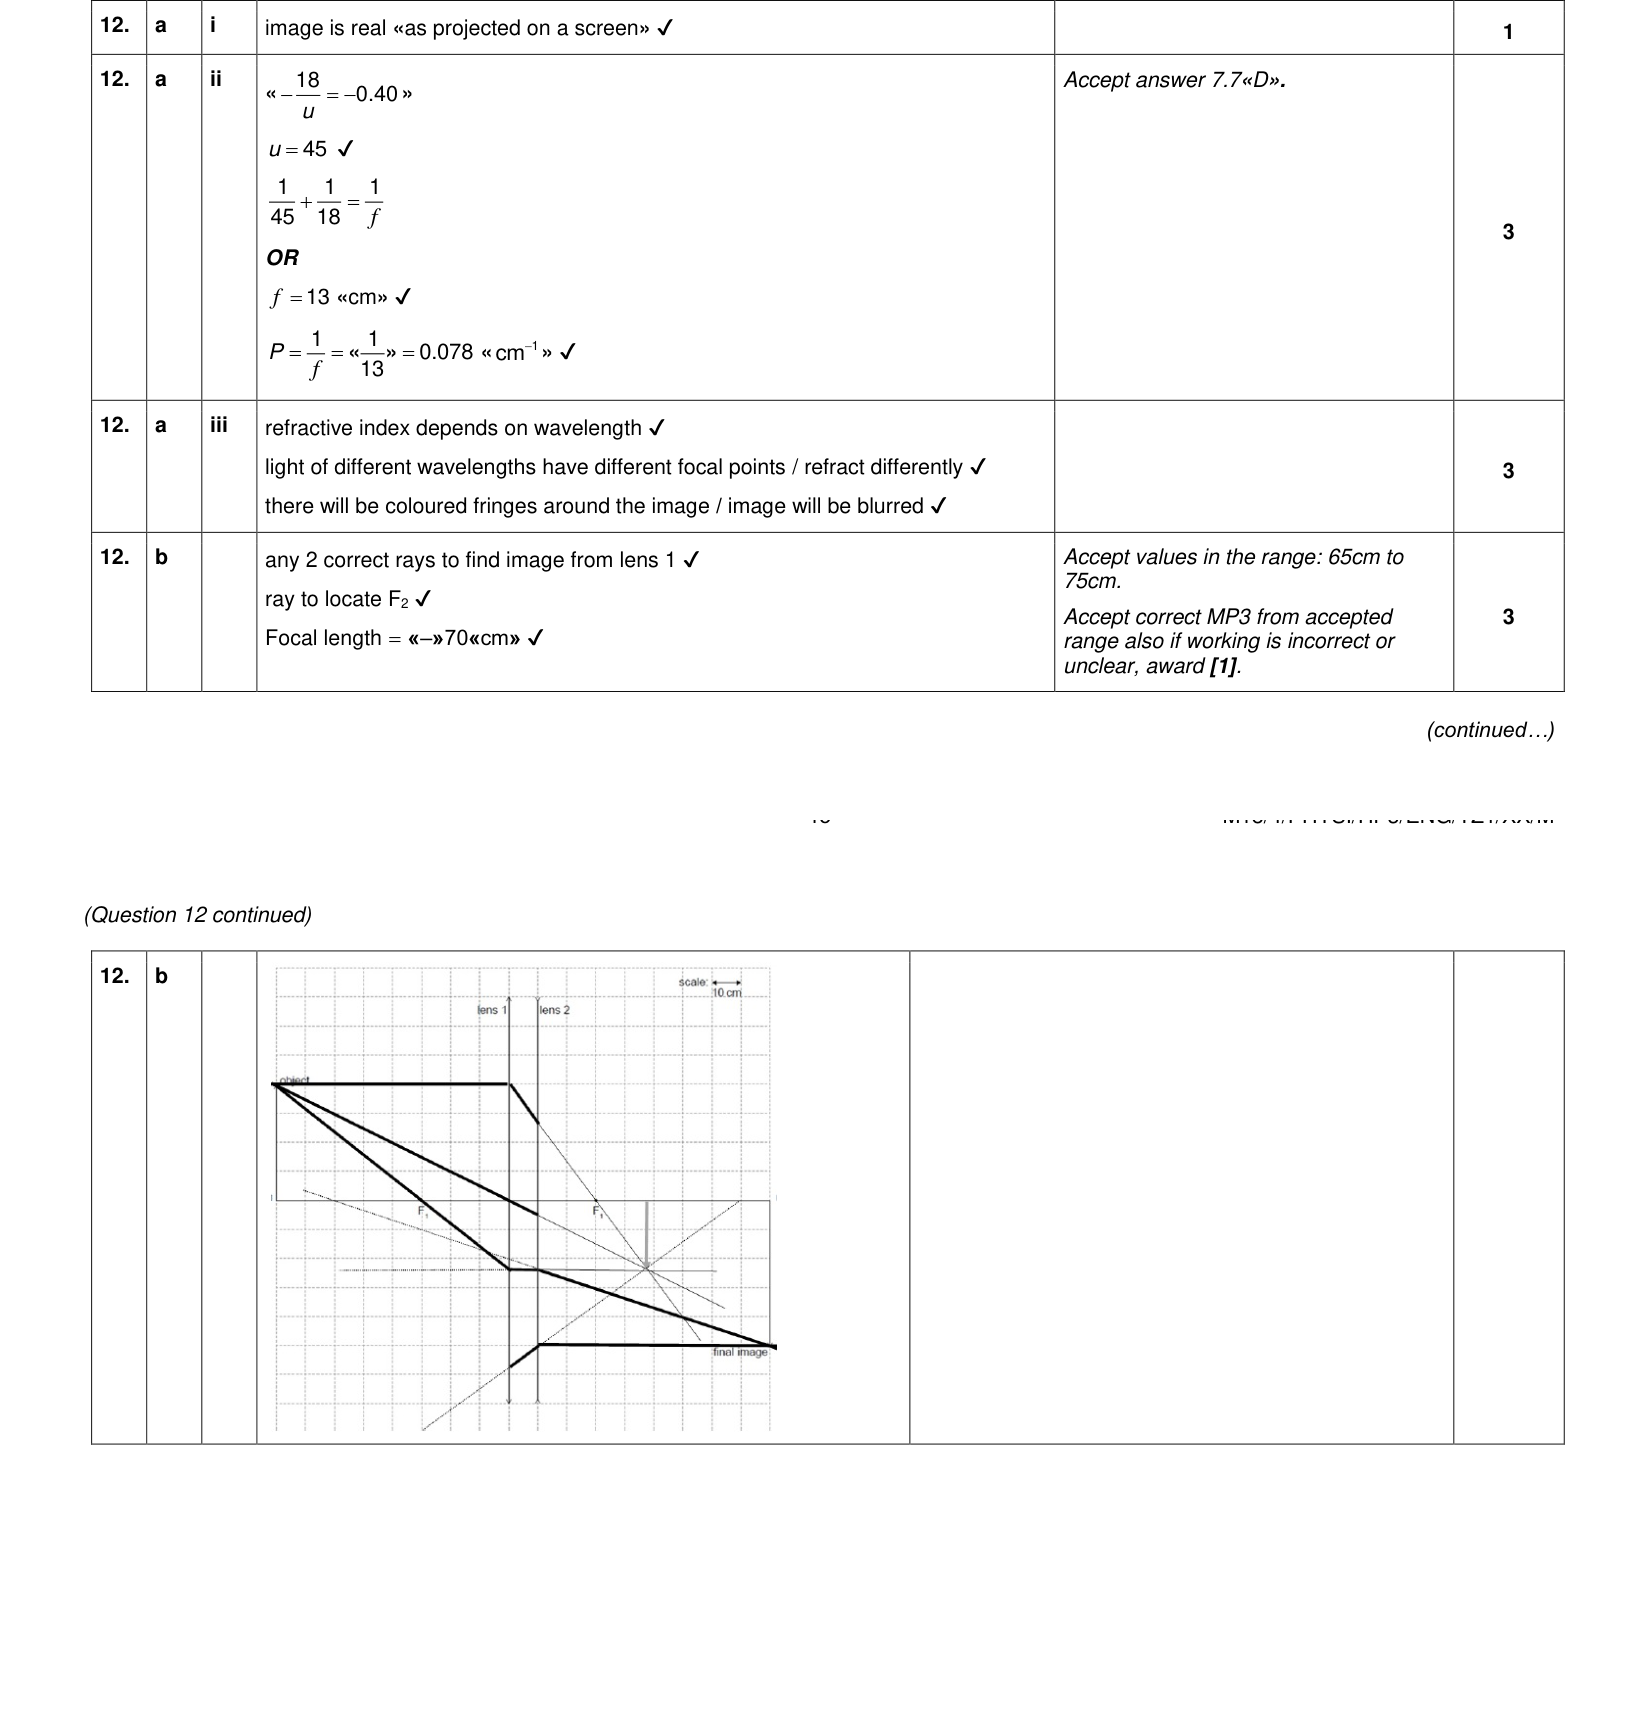 12. a i image is real «as projected on a screen» ✓ 1
12. a ii «−18/u = −0.40» Accept answer 7.7«D».
u = 45 ✓
1/45 + 1/18 = 1/f
OR
3
f = 13 «cm» ✓
P = 1/f = «1/13» = 0.078 «cm⁻¹» ✓
12. a iii refractive index depends on wavelength ✓
light of different wavelengths have different focal points / refract differently ✓ 3
there will be coloured fringes around the image / image will be blurred ✓
12. b any 2 correct rays to find image from lens 1 ✓ Accept values in the range: 65cm to
75cm.
ray to locate F₂ ✓
Accept correct MP3 from accepted 3
Focal length = «–»70«cm» ✓ range also if working is incorrect or
unclear, award [1].
(continued…)
(Question 12 continued)
12. b
scale:
10 cm
lens 1 lens 2
object
F₁ F₁
final image